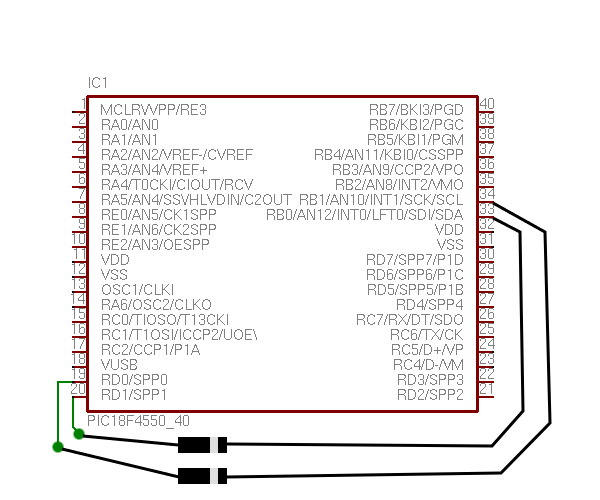 IC1
1 MCLR\/VPP/RE3
2 RA0/AN0
3 RA1/AN1
4 RA2/AN2/VREF-/CVREF
5 RA3/AN4/VREF+
6 RA4/T0CKI/CIOUT/RCV
7 RA5/AN4/SSVHLVDIN/C2OUT
8 RE0/AN5/CK1SPP
9 RE1/AN6/CK2SPP
10 RE2/AN3/OESPP
11 VDD
12 VSS
13 OSC1/CLKI
14 RA6/OSC2/CLKO
15 RC0/TIOSO/T13CKI
16 RC1/T1OSI/ICCP2/UOE\
17 RC2/CCP1/P1A
18 VUSB
19 RD0/SPP0
20 RD1/SPP1
RB7/BKI3/PGD 40
RB6/KBI2/PGC 39
RB5/KBI1/PGM 38
RB4/AN11/KBI0/CSSPP 37
RB3/AN9/CCP2/VPO 36
RB2/AN8/INT2/VMO 35
RB1/AN10/INT1/SCK/SCL 34
RB0/AN12/INT0/LFT0/SDI/SDA 33
VDD 32
VSS 31
RD7/SPP7/P1D 30
RD6/SPP6/P1C 29
RD5/SPP5/P1B 28
RD4/SPP4 27
RC7/RX/DT/SDO 26
RC6/TX/CK 25
RC5/D+/VP 24
RC4/D-/VM 23
RD3/SPP3 22
RD2/SPP2 21
PIC18F4550_40